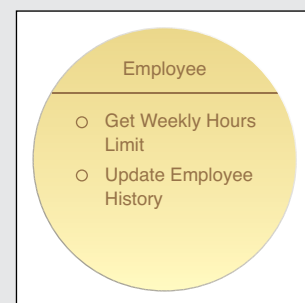 Employee
Get Weekly Hours
Limit
Update Employee
History